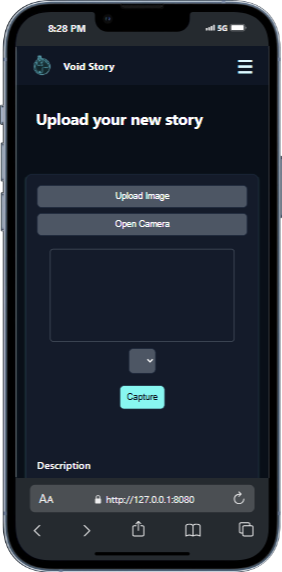 8:28 PM
5G
Void Story
Upload your new story
Upload Image
Open Camera
Capture
Description
AA
http://127.0.0.1:8080